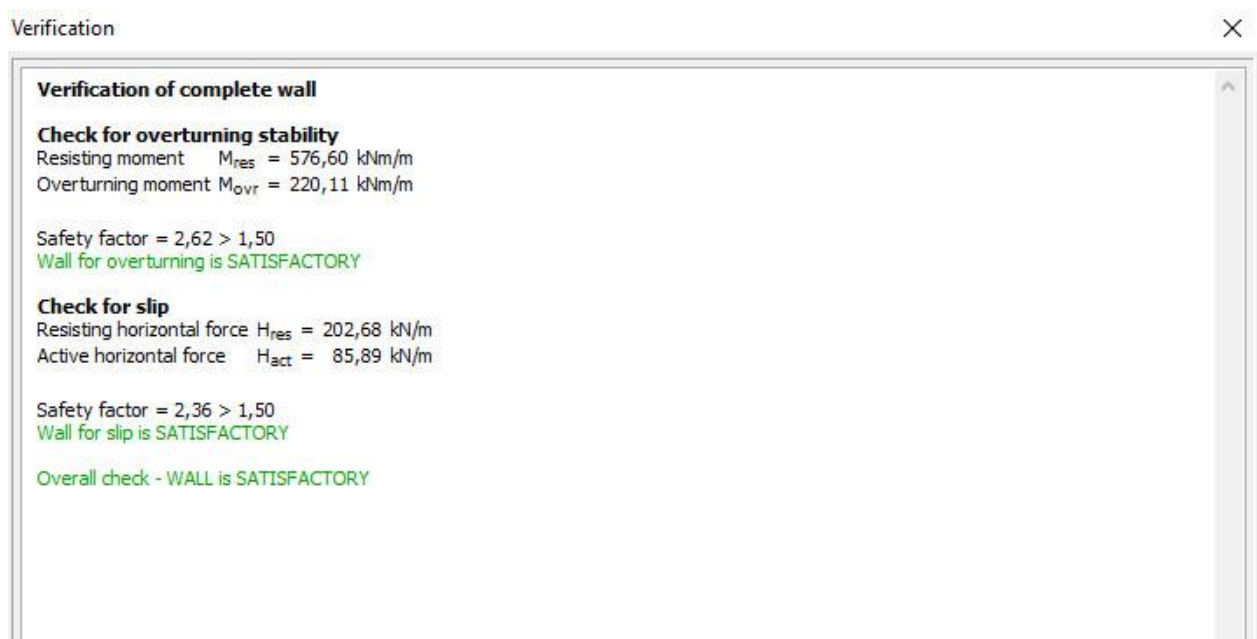 Verification
Verification of complete wall
Check for overturning stability
Resisting moment M_res = 576,60 kNm/m
Overturning moment M_ovr = 220,11 kNm/m
Safety factor = 2,62 > 1,50
Wall for overturning is SATISFACTORY
Check for slip
Resisting horizontal force H_res = 202,68 kN/m
Active horizontal force H_act = 85,89 kN/m
Safety factor = 2,36 > 1,50
Wall for slip is SATISFACTORY
Overall check - WALL is SATISFACTORY